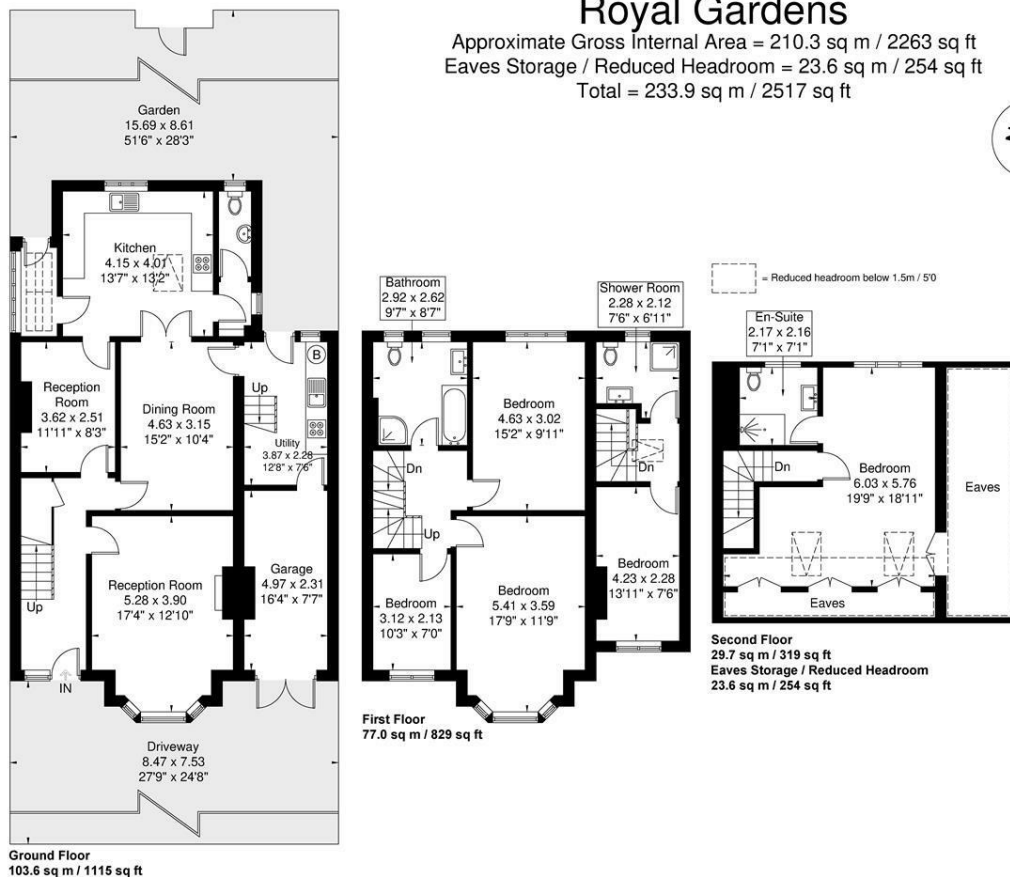 Royal Gardens
Approximate Gross Internal Area = 210.3 sq m / 2263 sq ft
Eaves Storage / Reduced Headroom = 23.6 sq m / 254 sq ft
Total = 233.9 sq m / 2517 sq ft
Garden
15.69 x 8.61
51'6" x 28'3"
Kitchen
4.15 x 4.01
13'7" x 13'2"
Reception
Room
3.62 x 2.51
11'11" x 8'3"
Dining Room
4.63 x 3.15
15'2" x 10'4"
B
Up
Utility
3.87 x 2.28
12'8" x 7'6"
Up
Reception Room
5.28 x 3.90
17'4" x 12'10"
Garage
4.97 x 2.31
16'4" x 7'7"
IN
Driveway
8.47 x 7.53
27'9" x 24'8"
Ground Floor
103.6 sq m / 1115 sq ft
Bathroom
2.92 x 2.62
9'7" x 8'7"
Shower Room
2.28 x 2.12
7'6" x 6'11"
Bedroom
4.63 x 3.02
15'2" x 9'11"
Dn
Up
Dn
Bedroom
3.12 x 2.13
10'3" x 7'0"
Bedroom
5.41 x 3.59
17'9" x 11'9"
Bedroom
4.23 x 2.28
13'11" x 7'6"
First Floor
77.0 sq m / 829 sq ft
= Reduced headroom below 1.5m / 5'0
En-Suite
2.17 x 2.16
7'1" x 7'1"
Dn
Bedroom
6.03 x 5.76
19'9" x 18'11"
Eaves
Eaves
Second Floor
29.7 sq m / 319 sq ft
Eaves Storage / Reduced Headroom
23.6 sq m / 254 sq ft